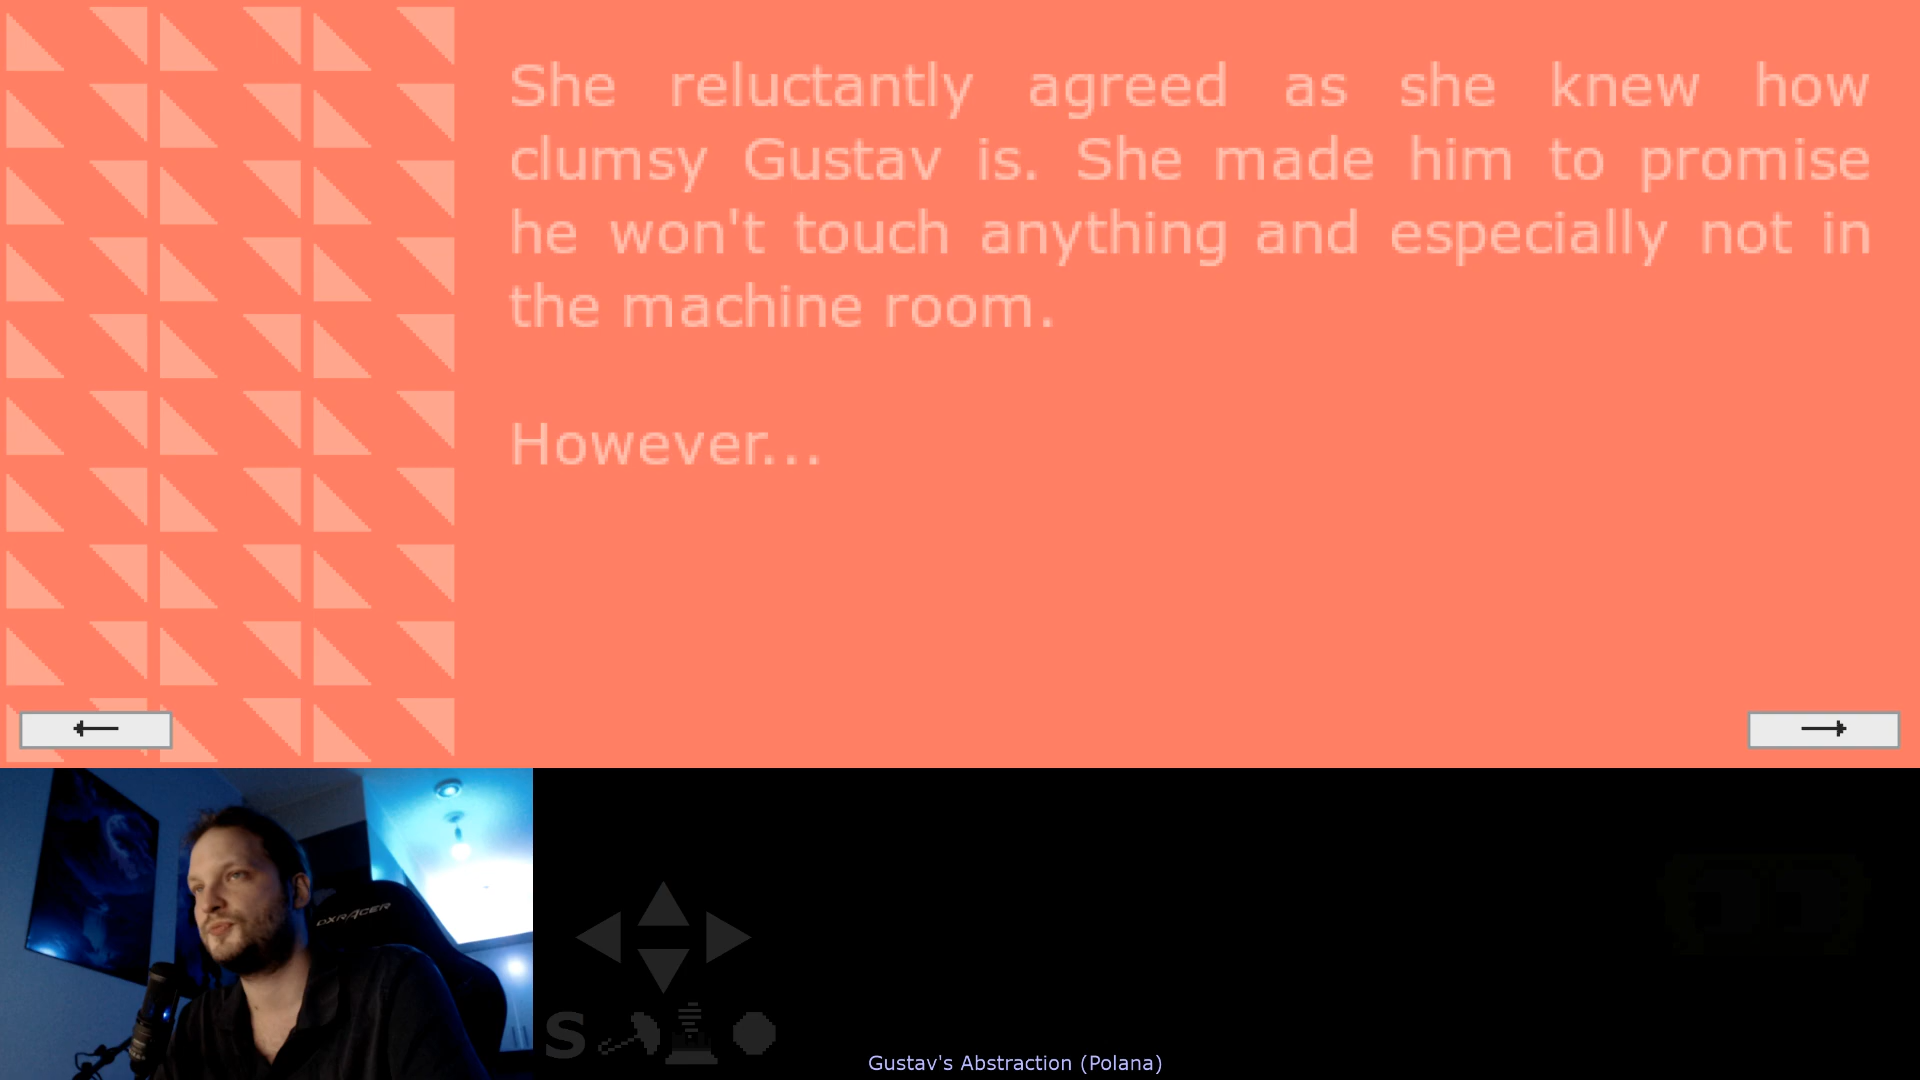 She reluctantly agreed as she knew how
clumsy Gustav is. She made him to promise
he won't touch anything and especially not in
the machine room.
However...
DXRACER
S
Gustav's Abstraction (Polana)